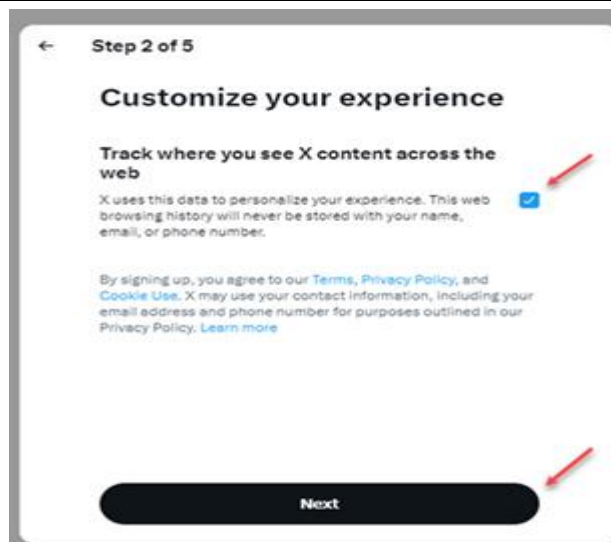 Step 2 of 5
Customize your experience
Track where you see X content across the
web
X uses this data to personalize your experience. This web
browsing history will never be stored with your name,
email, or phone number.
By signing up, you agree to our Terms, Privacy Policy, and
Cookie Use. X may use your contact information, including your
email address and phone number for purposes outlined in our
Privacy Policy. Learn more
Next